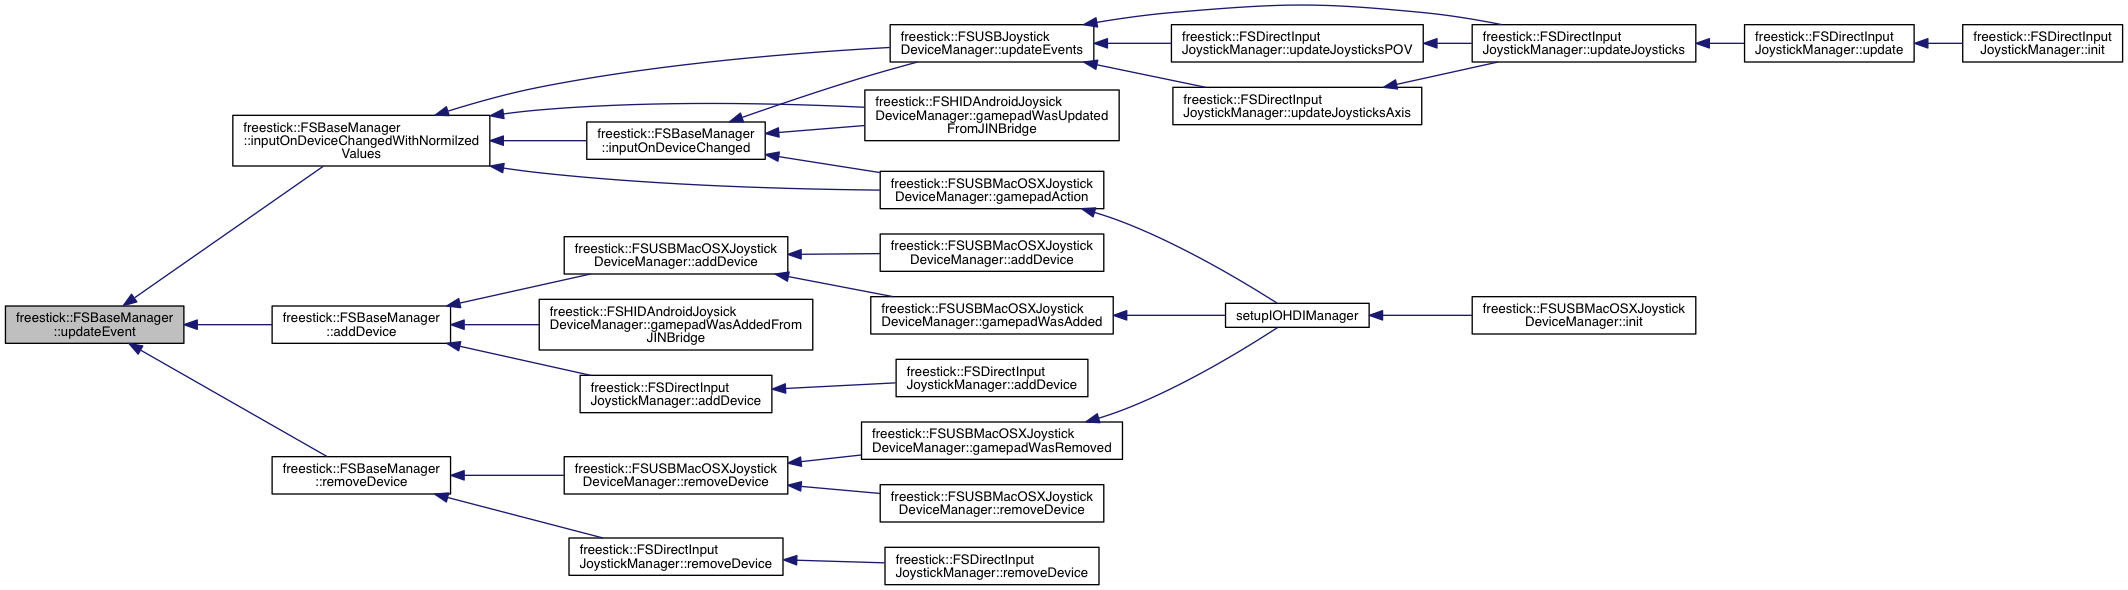 freestick::FSBaseManager
::updateEvent
freestick::FSBaseManager
::inputOnDeviceChangedWithNormilzed
Values
freestick::FSBaseManager
::addDevice
freestick::FSBaseManager
::removeDevice
freestick::FSBaseManager
::inputOnDeviceChanged
freestick::FSUSBMacOSXJoystick
DeviceManager::addDevice
freestick::FSHIDAndroidJoysick
DeviceManager::gamepadWasAddedFrom
JINBridge
freestick::FSDirectInput
JoystickManager::addDevice
freestick::FSUSBMacOSXJoystick
DeviceManager::removeDevice
freestick::FSDirectInput
JoystickManager::removeDevice
freestick::FSUSBJoystick
DeviceManager::updateEvents
freestick::FSHIDAndroidJoysick
DeviceManager::gamepadWasUpdated
FromJINBridge
freestick::FSUSBMacOSXJoystick
DeviceManager::gamepadAction
freestick::FSUSBMacOSXJoystick
DeviceManager::addDevice
freestick::FSUSBMacOSXJoystick
DeviceManager::gamepadWasAdded
freestick::FSDirectInput
JoystickManager::addDevice
freestick::FSUSBMacOSXJoystick
DeviceManager::gamepadWasRemoved
freestick::FSUSBMacOSXJoystick
DeviceManager::removeDevice
freestick::FSDirectInput
JoystickManager::removeDevice
freestick::FSDirectInput
JoystickManager::updateJoysticksPOV
freestick::FSDirectInput
JoystickManager::updateJoysticksAxis
setupIOHDIManager
freestick::FSDirectInput
JoystickManager::updateJoysticks
freestick::FSUSBMacOSXJoystick
DeviceManager::init
freestick::FSDirectInput
JoystickManager::update
freestick::FSDirectInput
JoystickManager::init